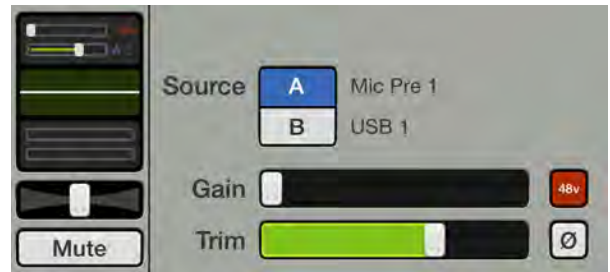 Source A Mic Pre 1
B USB 1
Gain 48v
Trim Ø
Mute